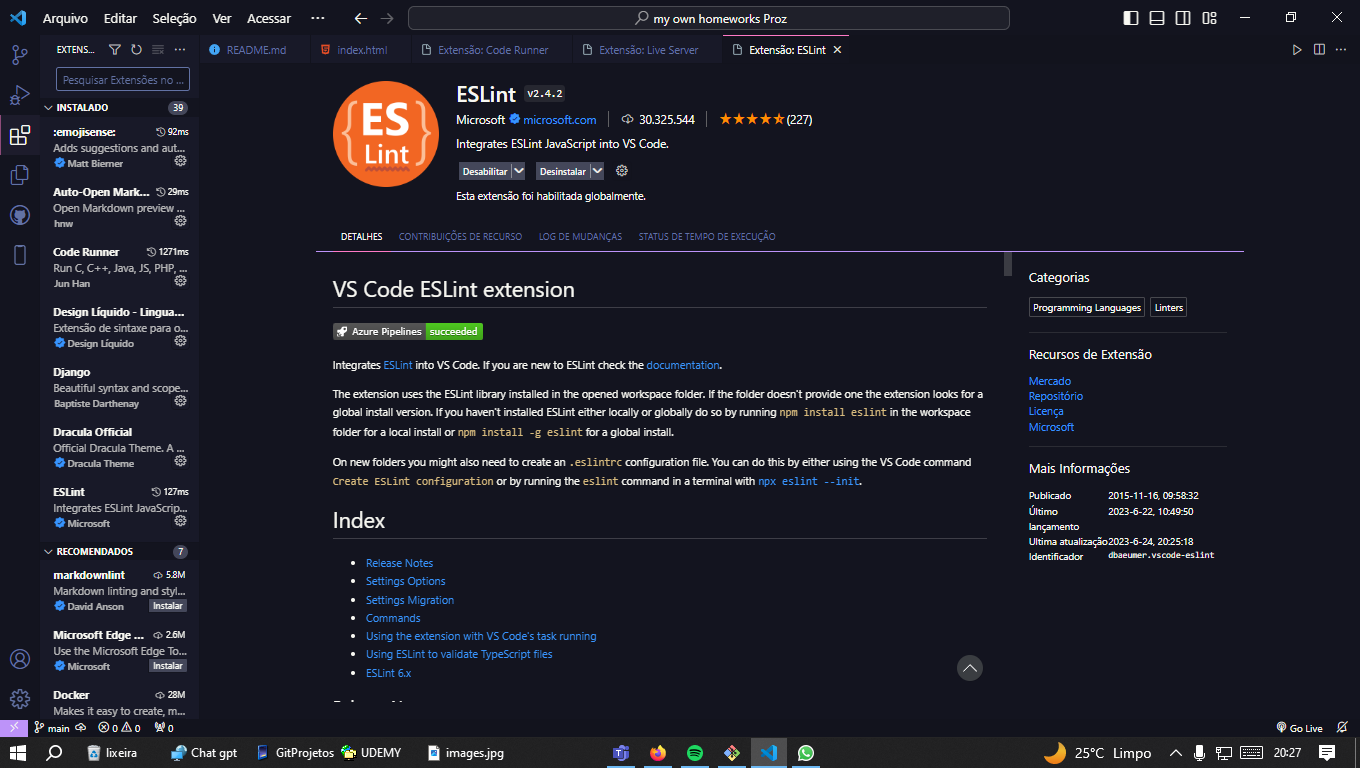 Arquivo Editar Seleção Ver Acessar ···
my own homeworks Proz
EXTENS...
README.md
index.html
Extensão: Code Runner
Extensão: Live Server
Extensão: ESLint
Pesquisar Extensões no ...
INSTALADO 39
:emojisense: 92ms
Adds suggestions and aut...
Matt Bierner
Auto-Open Mark... 29ms
Open Markdown preview ...
hnw
Code Runner 1271ms
Run C, C++, Java, JS, PHP, ...
Jun Han
Design Líquido - Lingua...
Extensão de sintaxe para o...
Design Líquido
Django
Beautiful syntax and scope...
Baptiste Darthenay
Dracula Official
Official Dracula Theme. A ...
Dracula Theme
ESLint 127ms
Integrates ESLint JavaScrip...
Microsoft
RECOMENDADOS 7
markdownlint 5.8M
Markdown linting and styl...
David Anson Instalar
Microsoft Edge ... 2.6M
Use the Microsoft Edge To...
Microsoft Instalar
Docker 28M
Makes it easy to create, m...
{ES}
Lint
ESLint v2.4.2
Microsoft microsoft.com 30.325.544 (227)
Integrates ESLint JavaScript into VS Code.
Desabilitar Desinstalar
Esta extensão foi habilitada globalmente.
DETALHES CONTRIBUIÇÕES DE RECURSO LOG DE MUDANÇAS STATUS DE TEMPO DE EXECUÇÃO
VS Code ESLint extension
Azure Pipelines succeeded
Integrates ESLint into VS Code. If you are new to ESLint check the documentation.
The extension uses the ESLint library installed in the opened workspace folder. If the folder doesn't provide one the extension looks for a
global install version. If you haven't installed ESLint either locally or globally do so by running npm install eslint in the workspace
folder for a local install or npm install -g eslint for a global install.
On new folders you might also need to create an .eslintrc configuration file. You can do this by either using the VS Code command
Create ESLint configuration or by running the eslint command in a terminal with npx eslint --init.
Index
Release Notes
Settings Options
Settings Migration
Commands
Using the extension with VS Code's task running
Using ESLint to validate TypeScript files
ESLint 6.x
Categorias
Programming Languages Linters
Recursos de Extensão
Mercado
Repositório
Licença
Microsoft
Mais Informações
Publicado 2015-11-16, 09:58:32
Último 2023-6-22, 10:49:50
lançamento
Ultima atualização 2023-6-24, 20:25:18
Identificador dbaeumer.vscode-eslint
main 0 0 0 Go Live
lixeira Chat gpt GitProjetos UDEMY images.jpg 25°C Limpo 20:27